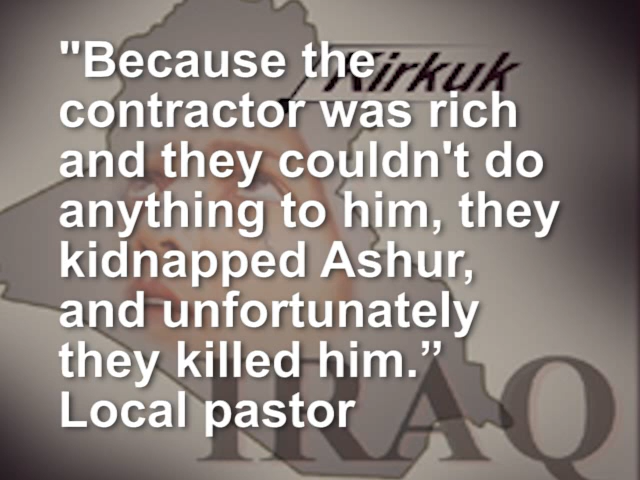 Kirkuk
"Because the
contractor was rich
and they couldn't do
anything to him, they
kidnapped Ashur,
and unfortunately
they killed him.”
Local pastor
IRAQ